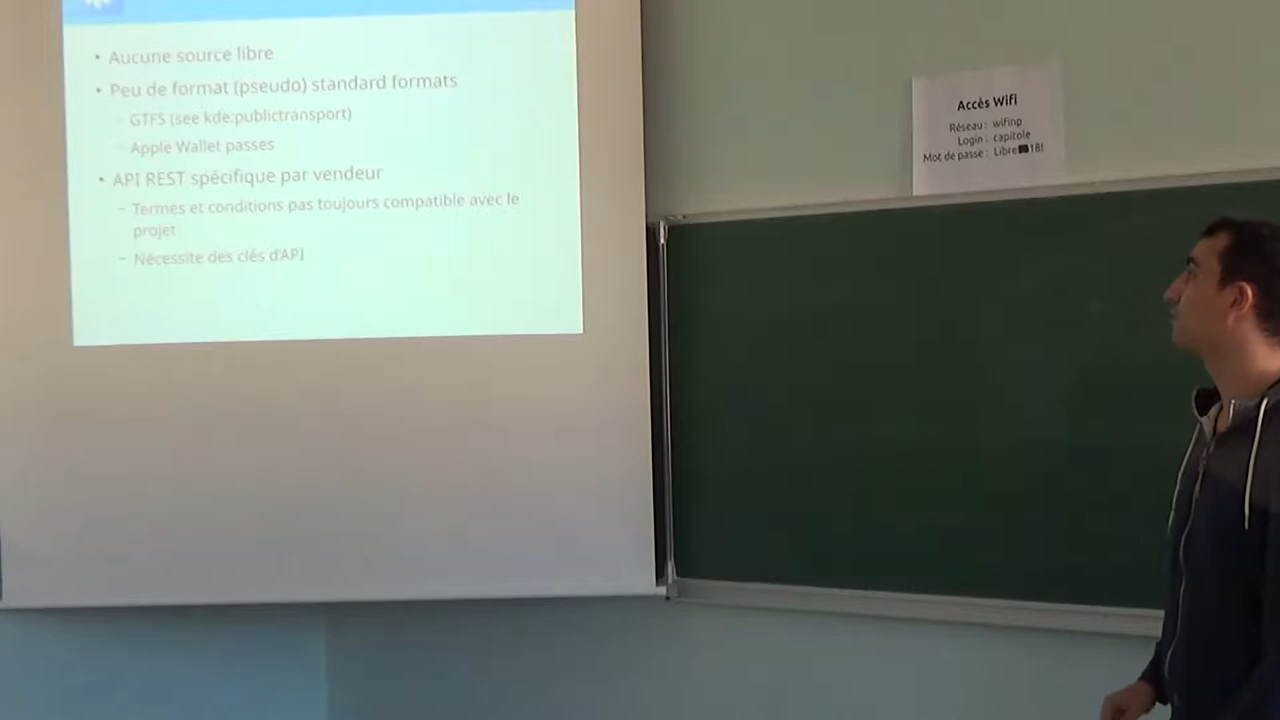 Aucune source libre
Peu de format (pseudo) standard formats
GTFS (see kde:publictransport)
Apple Wallet passes
API REST spécifique par vendeur
Termes et conditions pas toujours compatible avec le
projet
Nécessite des clés d'API
Accès Wifi
Réseau : wifinp
Login : capitole
Mot de passe : Libre 18!